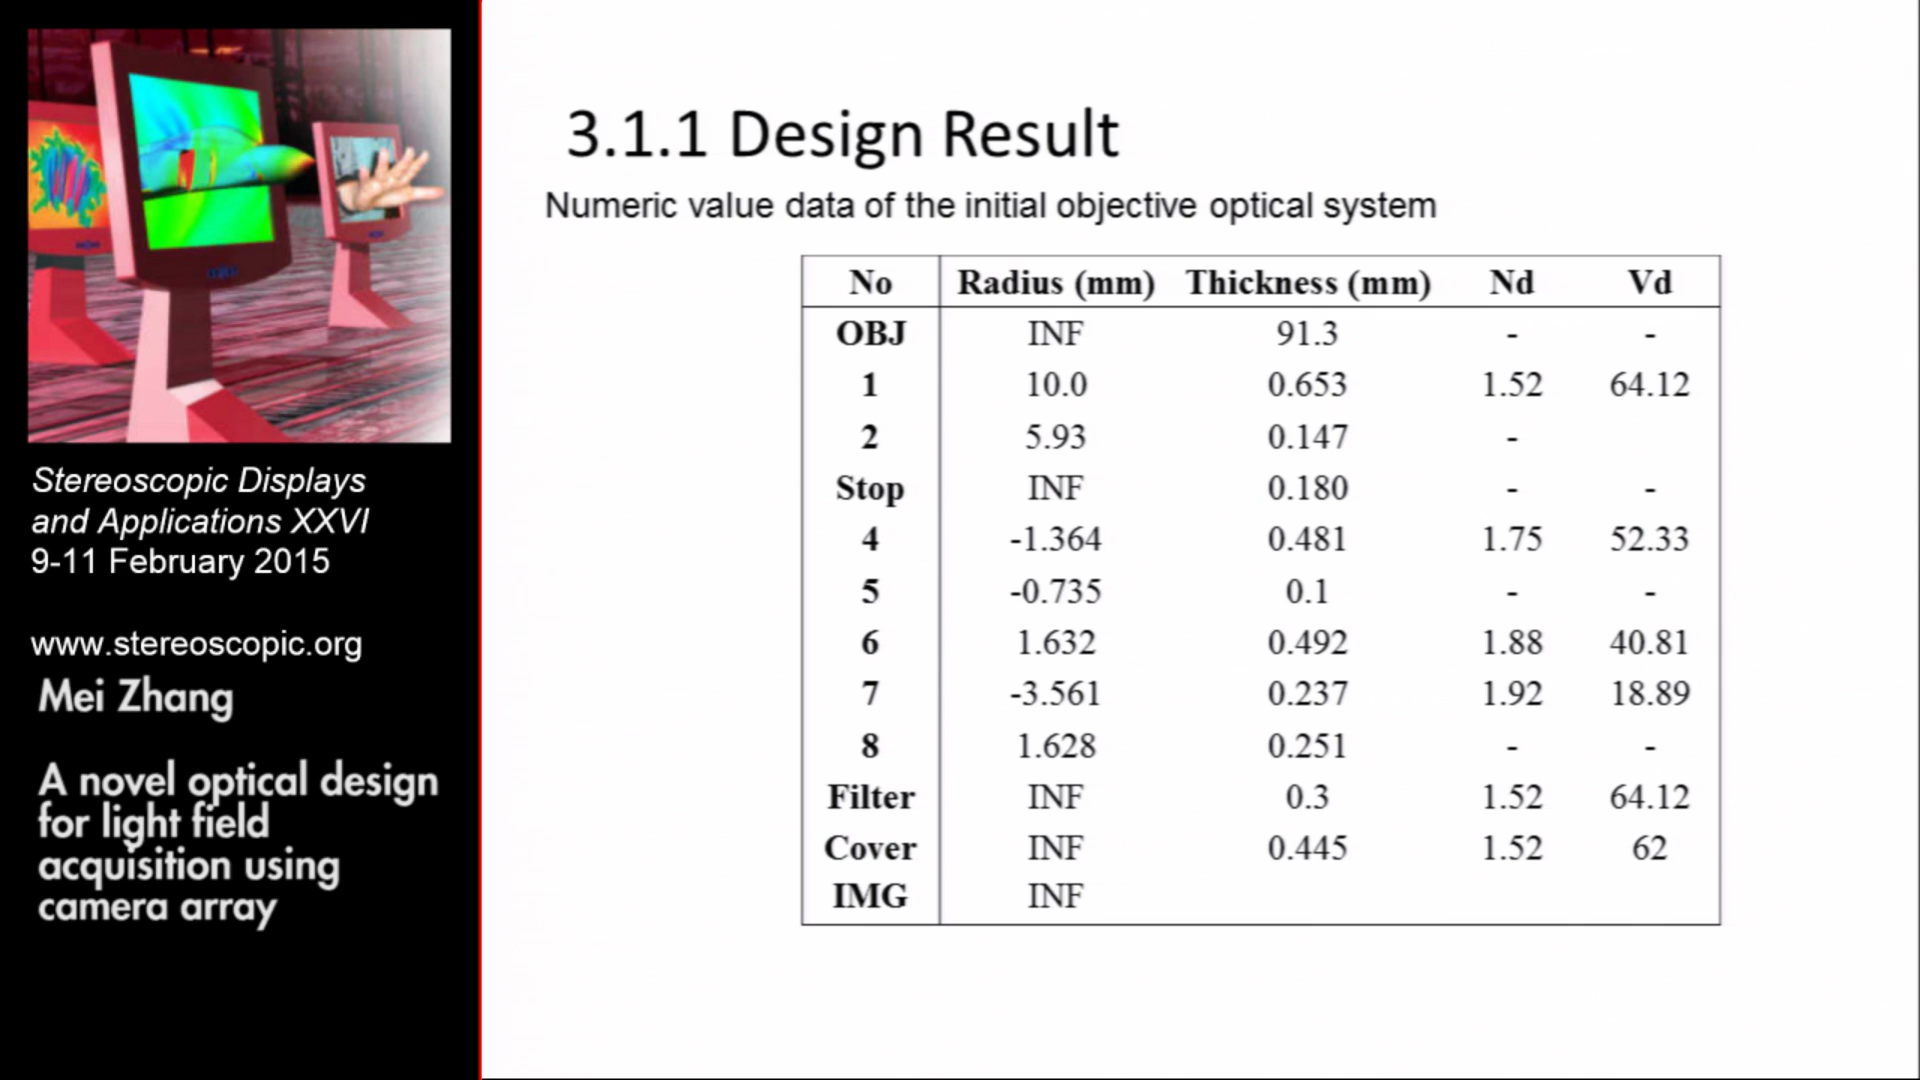 Stereoscopic Displays
and Applications XXVI
9-11 February 2015
www.stereoscopic.org
Mei Zhang
A novel optical design
for light field
acquisition using
camera array
3.1.1 Design Result
Numeric value data of the initial objective optical system
No Radius (mm) Thickness (mm) Nd Vd
OBJ INF 91.3 - -
1 10.0 0.653 1.52 64.12
2 5.93 0.147 -
Stop INF 0.180 - -
4 -1.364 0.481 1.75 52.33
5 -0.735 0.1 - -
6 1.632 0.492 1.88 40.81
7 -3.561 0.237 1.92 18.89
8 1.628 0.251 - -
Filter INF 0.3 1.52 64.12
Cover INF 0.445 1.52 62
IMG INF